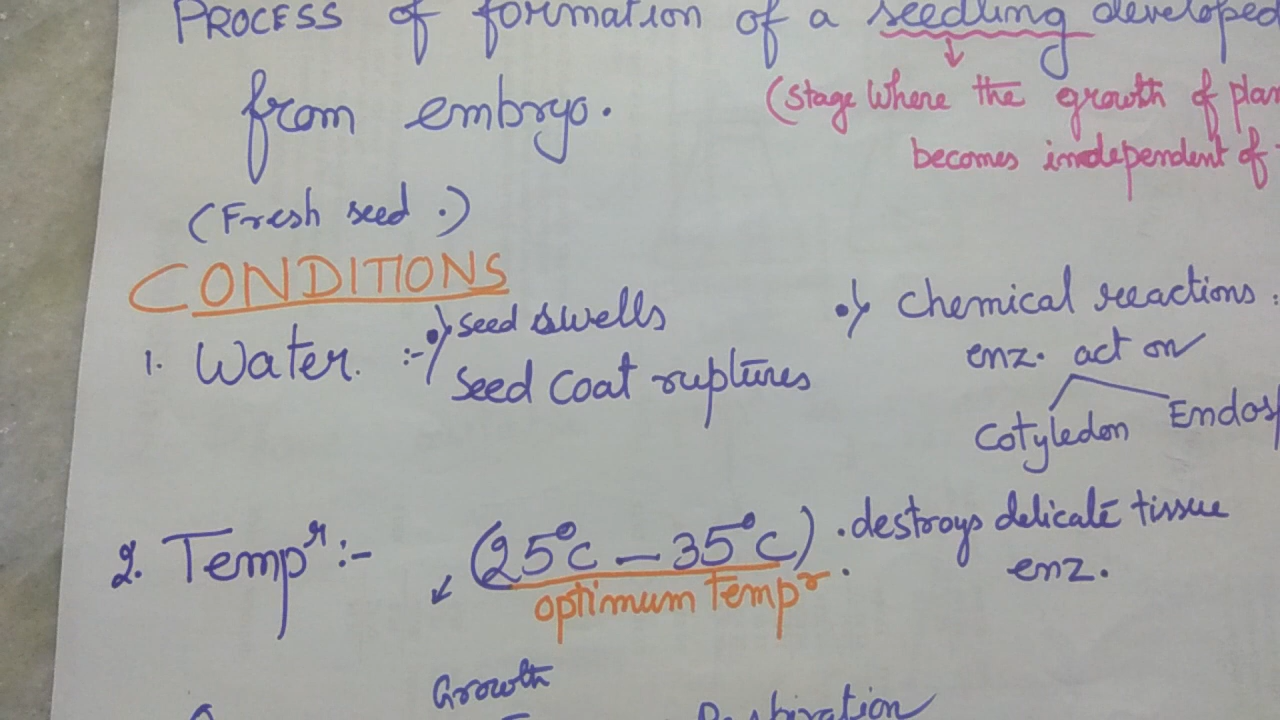 PROCESS of formation of a seedling developed
from embryo.
(stage where the growth of plan
becomes independent of
(Fresh seed .)
CONDITIONS
1. Water. :- •) seed swells
seed coat ruptures
•) chemical reactions :
enz. act on
cotyledon Endos
2. Tempr :- (25°c – 35°c) . destroys delicate tissue
enz.
optimum Tempr.
Growth